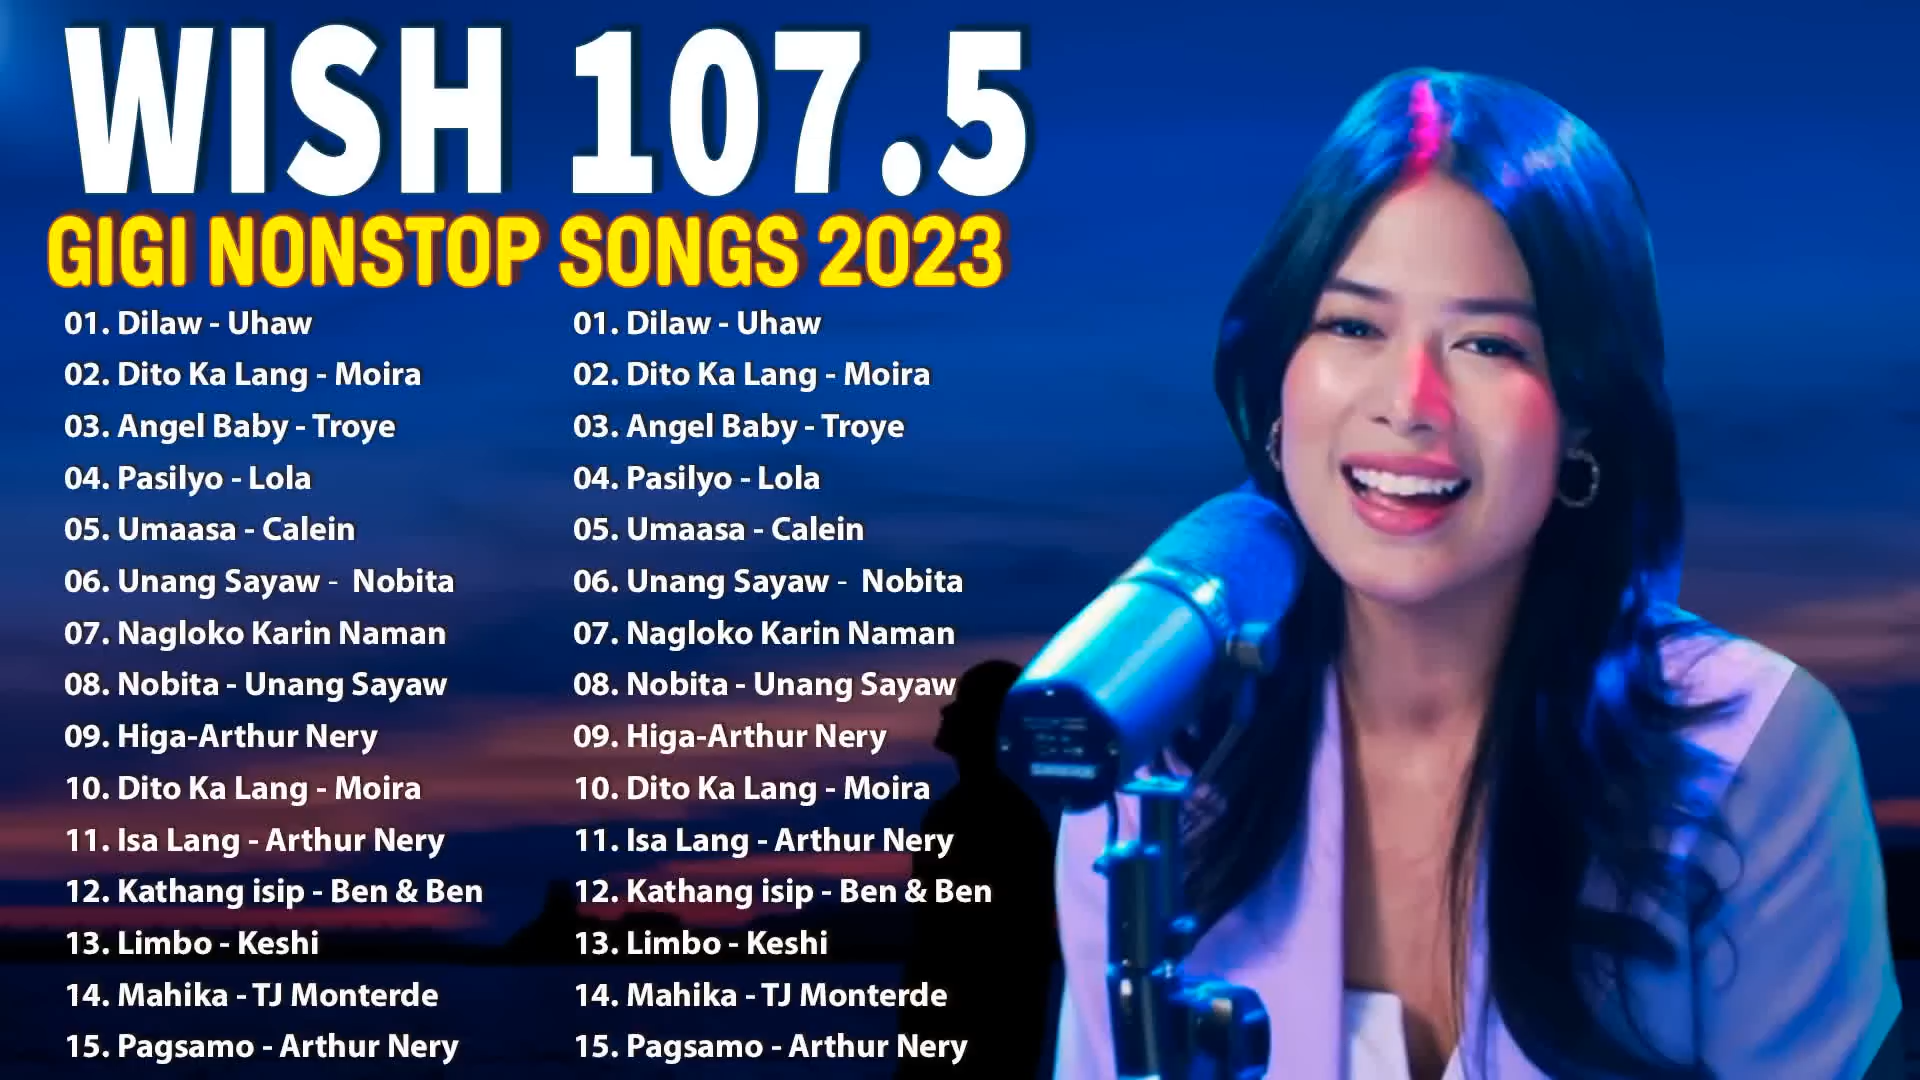 WISH 107.5
GIGI NONSTOP SONGS 2023
01. Dilaw - Uhaw
02. Dito Ka Lang - Moira
03. Angel Baby - Troye
04. Pasilyo - Lola
05. Umaasa - Calein
06. Unang Sayaw - Nobita
07. Nagloko Karin Naman
08. Nobita - Unang Sayaw
09. Higa-Arthur Nery
10. Dito Ka Lang - Moira
11. Isa Lang - Arthur Nery
12. Kathang isip - Ben & Ben
13. Limbo - Keshi
14. Mahika - TJ Monterde
15. Pagsamo - Arthur Nery
01. Dilaw - Uhaw
02. Dito Ka Lang - Moira
03. Angel Baby - Troye
04. Pasilyo - Lola
05. Umaasa - Calein
06. Unang Sayaw - Nobita
07. Nagloko Karin Naman
08. Nobita - Unang Sayaw
09. Higa-Arthur Nery
10. Dito Ka Lang - Moira
11. Isa Lang - Arthur Nery
12. Kathang isip - Ben & Ben
13. Limbo - Keshi
14. Mahika - TJ Monterde
15. Pagsamo - Arthur Nery